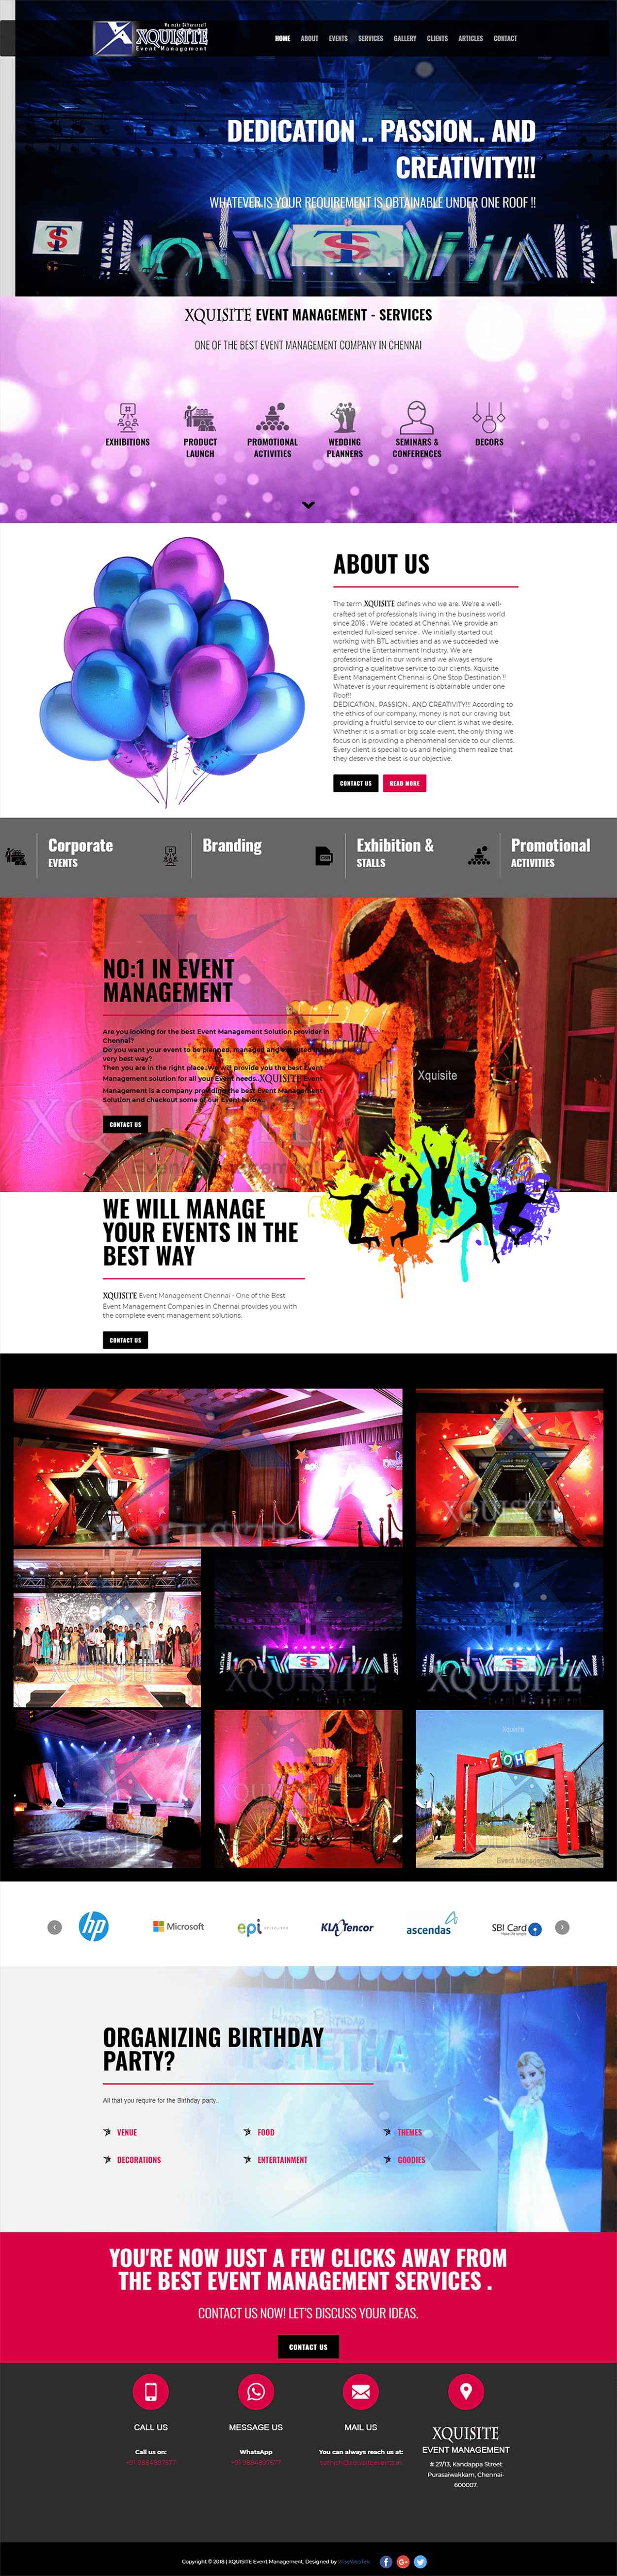 We make Difference!!
XQUISITE
Event Management
HOME ABOUT EVENTS SERVICES GALLERY CLIENTS ARTICLES CONTACT
DEDICATION .. PASSION.. AND
CREATIVITY!!!
WHATEVER IS YOUR REQUIREMENT IS OBTAINABLE UNDER ONE ROOF !!
XQUISITE EVENT MANAGEMENT - SERVICES
ONE OF THE BEST EVENT MANAGEMENT COMPANY IN CHENNAI
EXHIBITIONS
PRODUCT
LAUNCH
PROMOTIONAL
ACTIVITIES
WEDDING
PLANNERS
SEMINARS &
CONFERENCES
DECORS
ABOUT US
The term XQUISITE defines who we are. We're a well-
crafted set of professionals living in the business world
since 2016 . We're located at Chennai. We provide an
extended full-sized service . We initially started out
working with BTL activities and as we succeeded we
entered the Entertainment Industry. We are
professionalized in our work and we always ensure
providing a qualitative service to our clients. Xquisite
Event Management Chennai is One Stop Destination !!
Whatever is your requirement is obtainable under one
Roof!!
DEDICATION.. PASSION.. AND CREATIVITY!!! According to
the ethics of our company, money is not our craving but
providing a fruitful service to our client is what we desire.
Whether it is a small or big scale event, the only thing we
focus on is providing a phenomenal service to our clients.
Every client is special to us and helping them realize that
they deserve the best is our objective.
CONTACT US READ MORE
Corporate
EVENTS
Branding
Exhibition &
STALLS
Promotional
ACTIVITIES
NO:1 IN EVENT
MANAGEMENT
Are you looking for the best Event Management Solution provider in
Chennai?
Do you want your event to be planned, managed and executed
very best way?
Then you are in the right place. We will provide you the best Event
Management solution for all your Event needs. XQUISITE Event
Management is a company providing the best Event Management
Solution and checkout some of our Event below.
CONTACT US
Xquisite
WE WILL MANAGE
YOUR EVENTS IN THE
BEST WAY
XQUISITE Event Management Chennai - One of the Best
Event Management Companies in Chennai provides you with
the complete event management solutions.
CONTACT US
XQUISITE
XQUISITE
epi
XQUISITE
XQUISITE
XQUISITE
Xquisite
Xquisite
ZOHO
Event Management
hp
Microsoft
epi
KLA Tencor
ascendas
SBI Card
ORGANIZING BIRTHDAY
PARTY?
All that you require for the Birthday party.
VENUE FOOD THEMES
DECORATIONS ENTERTAINMENT GOODIES
YOU'RE NOW JUST A FEW CLICKS AWAY FROM
THE BEST EVENT MANAGEMENT SERVICES .
CONTACT US NOW! LET'S DISCUSS YOUR IDEAS.
CONTACT US
CALL US
Call us on:
MESSAGE US
WhatsApp
MAIL US
You can always reach us at:
XQUISITE
EVENT MANAGEMENT
# 27/13, Kandappa Street
Purasaiwakkam, Chennai-
600007.
Copyright © 2018 | XQUISITE Event Management. Designed by